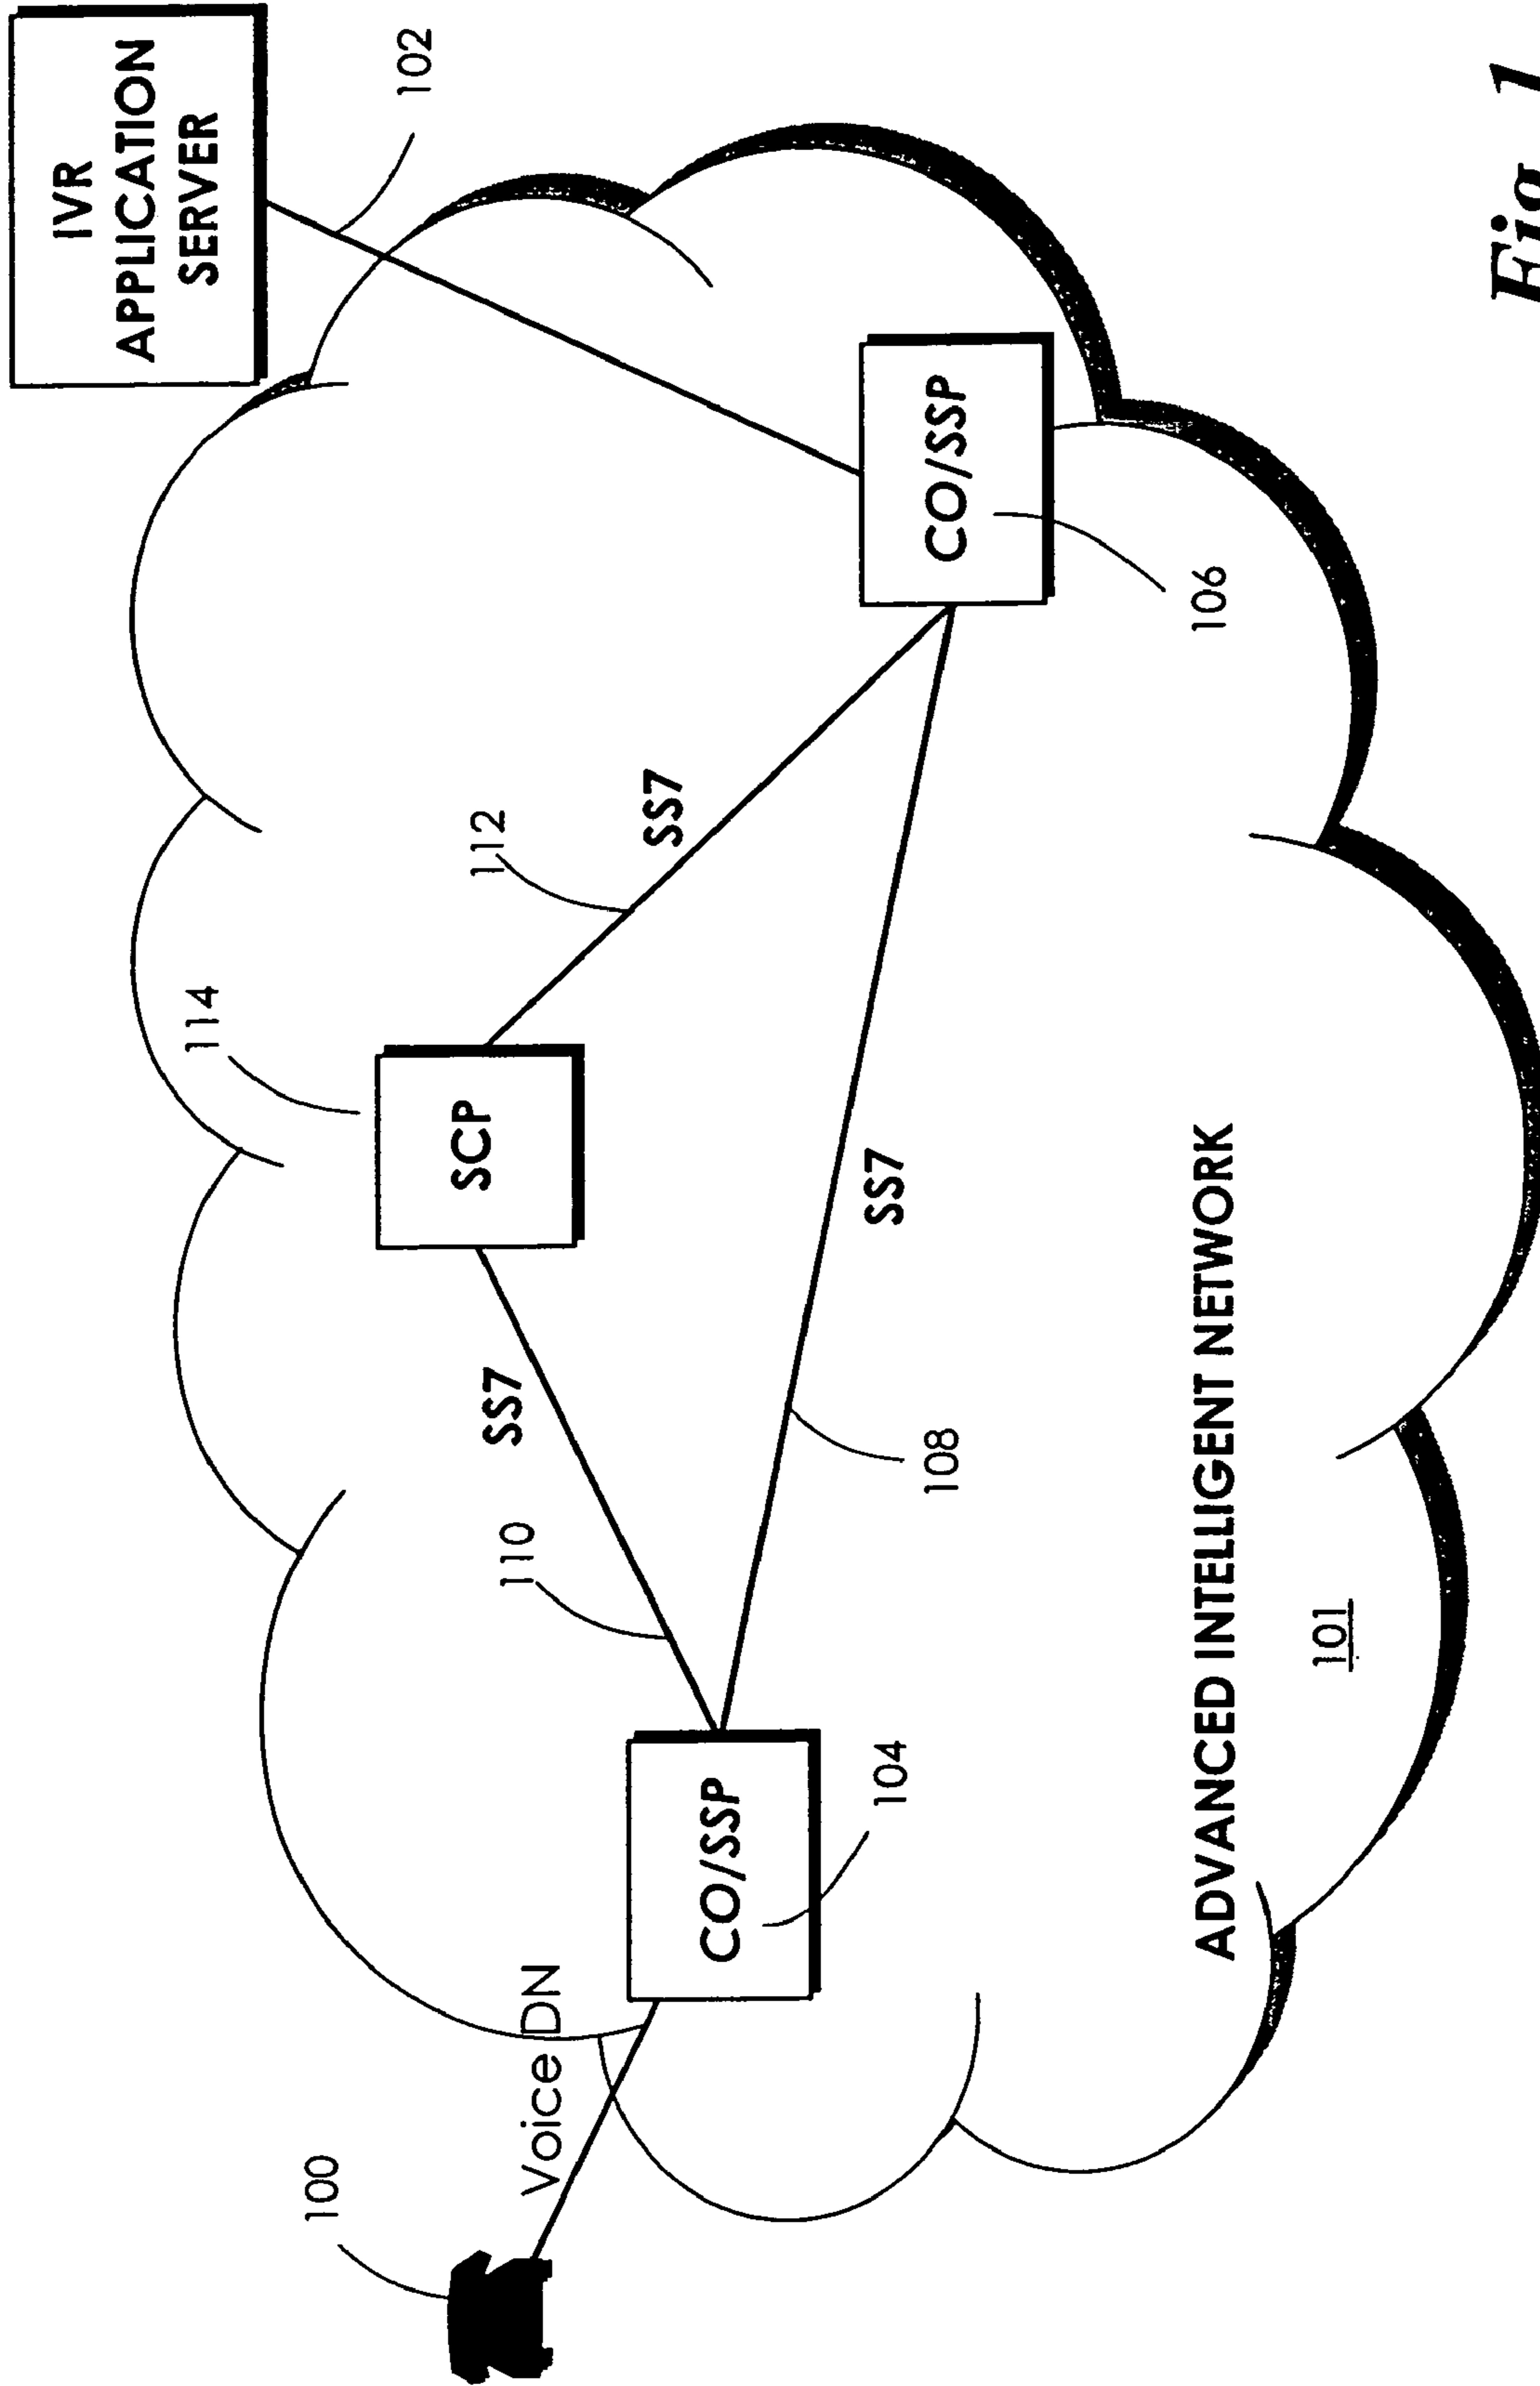 IVR
APPLICATION
SERVER
102
114
112
SS7
SCP
SS7
110
100
Voice DN
CO/SSP
106
CO/SSP
104
SS7
108
ADVANCED INTELLIGENT NETWORK
101
Fig. 1